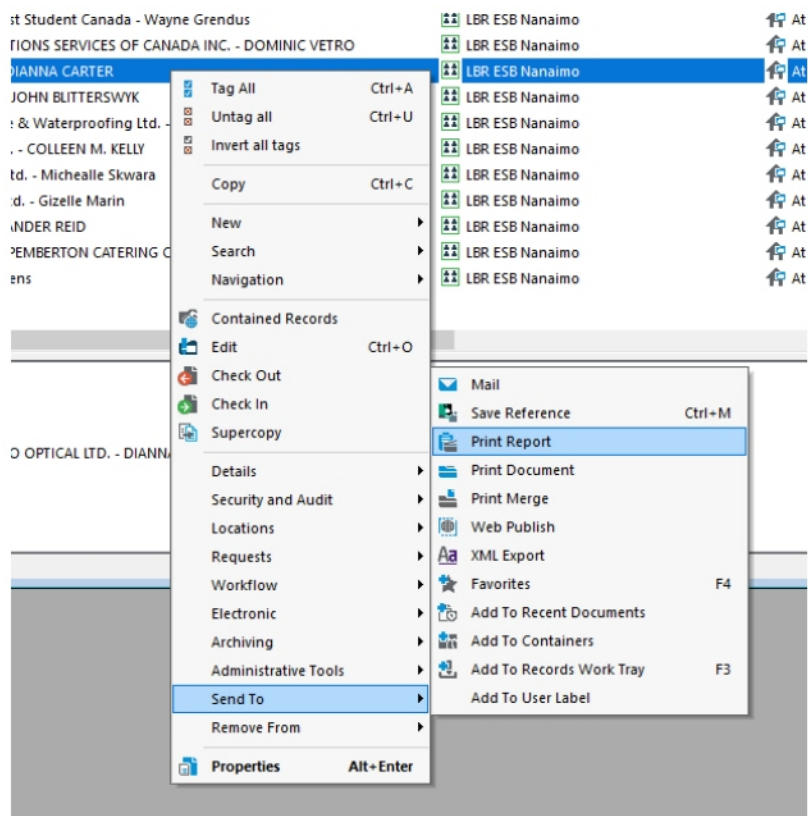 st Student Canada - Wayne Grendus LBR ESB Nanaimo At
TIONS SERVICES OF CANADA INC. - DOMINIC VETRO LBR ESB Nanaimo At
DIANNA CARTER LBR ESB Nanaimo At
JOHN BLITTERSWYK LBR ESB Nanaimo At
& Waterproofing Ltd. - LBR ESB Nanaimo At
. - COLLEEN M. KELLY LBR ESB Nanaimo At
td. - Michealle Skwara LBR ESB Nanaimo At
td. - Gizelle Marin LBR ESB Nanaimo At
ANDER REID LBR ESB Nanaimo At
PEMBERTON CATERING C LBR ESB Nanaimo At
ens LBR ESB Nanaimo At
O OPTICAL LTD. - DIANN
Tag All Ctrl+A
Untag all Ctrl+U
Invert all tags
Copy Ctrl+C
New
Search
Navigation
Contained Records
Edit Ctrl+O
Check Out
Check In
Supercopy
Details
Security and Audit
Locations
Requests
Workflow
Electronic
Archiving
Administrative Tools
Send To
Remove From
Properties Alt+Enter
Mail
Save Reference Ctrl+M
Print Report
Print Document
Print Merge
Web Publish
XML Export
Favorites F4
Add To Recent Documents
Add To Containers
Add To Records Work Tray F3
Add To User Label